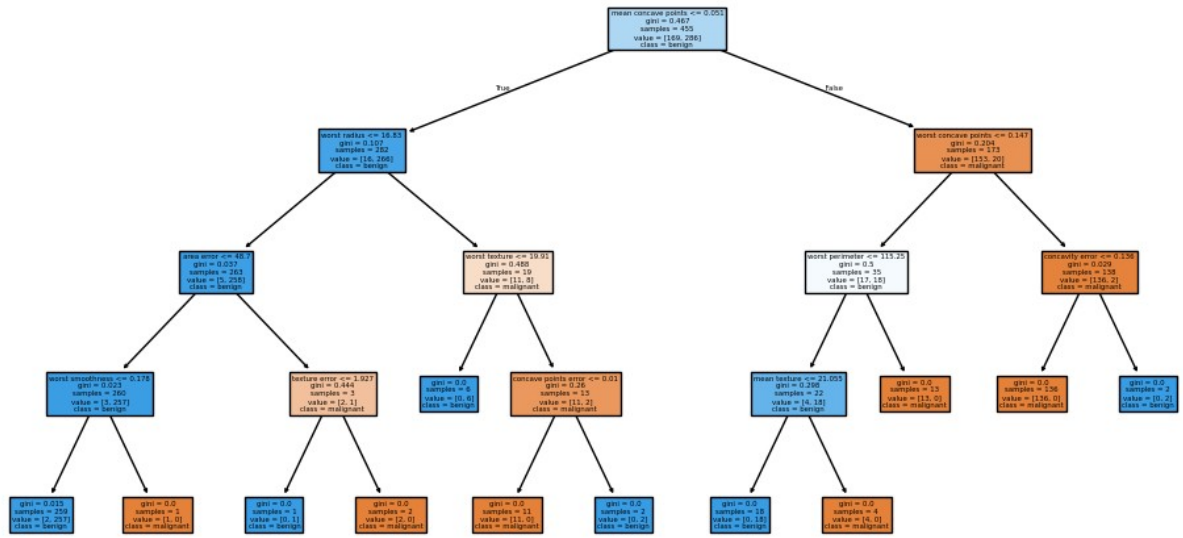 mean concave points <= 0.051
gini = 0.467
samples = 455
value = [169, 286]
class = benign
True
False
worst radius <= 16.83
gini = 0.107
samples = 282
value = [16, 266]
class = benign
worst concave points <= 0.147
gini = 0.204
samples = 173
value = [153, 20]
class = malignant
area error <= 48.7
gini = 0.037
samples = 263
value = [5, 258]
class = benign
worst texture <= 19.91
gini = 0.488
samples = 19
value = [11, 8]
class = malignant
worst perimeter <= 115.25
gini = 0.5
samples = 35
value = [17, 18]
class = benign
concavity error <= 0.136
gini = 0.029
samples = 138
value = [136, 2]
class = malignant
worst smoothness <= 0.178
gini = 0.023
samples = 260
value = [3, 257]
class = benign
texture error <= 1.927
gini = 0.444
samples = 3
value = [2, 1]
class = malignant
gini = 0.0
samples = 6
value = [0, 6]
class = benign
concave points error <= 0.01
gini = 0.26
samples = 13
value = [11, 2]
class = malignant
mean texture <= 21.055
gini = 0.298
samples = 22
value = [4, 18]
class = benign
gini = 0.0
samples = 13
value = [13, 0]
class = malignant
gini = 0.0
samples = 136
value = [136, 0]
class = malignant
gini = 0.0
samples = 2
value = [0, 2]
class = benign
gini = 0.015
samples = 259
value = [2, 257]
class = benign
gini = 0.0
samples = 1
value = [1, 0]
class = malignant
gini = 0.0
samples = 1
value = [0, 1]
class = benign
gini = 0.0
samples = 2
value = [2, 0]
class = malignant
gini = 0.0
samples = 11
value = [11, 0]
class = malignant
gini = 0.0
samples = 2
value = [0, 2]
class = benign
gini = 0.0
samples = 18
value = [0, 18]
class = benign
gini = 0.0
samples = 4
value = [4, 0]
class = malignant